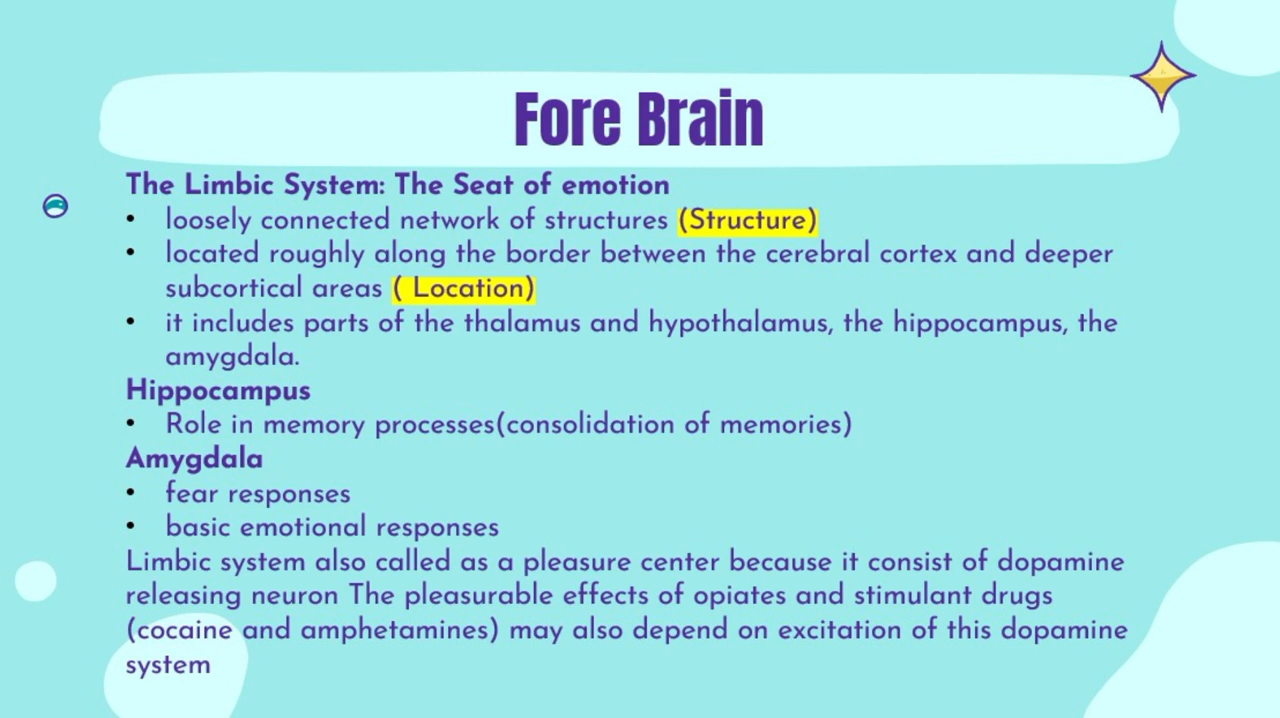 Fore Brain
The Limbic System: The Seat of emotion
• loosely connected network of structures (Structure)
• located roughly along the border between the cerebral cortex and deeper
subcortical areas ( Location)
• it includes parts of the thalamus and hypothalamus, the hippocampus, the
amygdala.
Hippocampus
• Role in memory processes(consolidation of memories)
Amygdala
• fear responses
• basic emotional responses
Limbic system also called as a pleasure center because it consist of dopamine
releasing neuron The pleasurable effects of opiates and stimulant drugs
(cocaine and amphetamines) may also depend on excitation of this dopamine
system